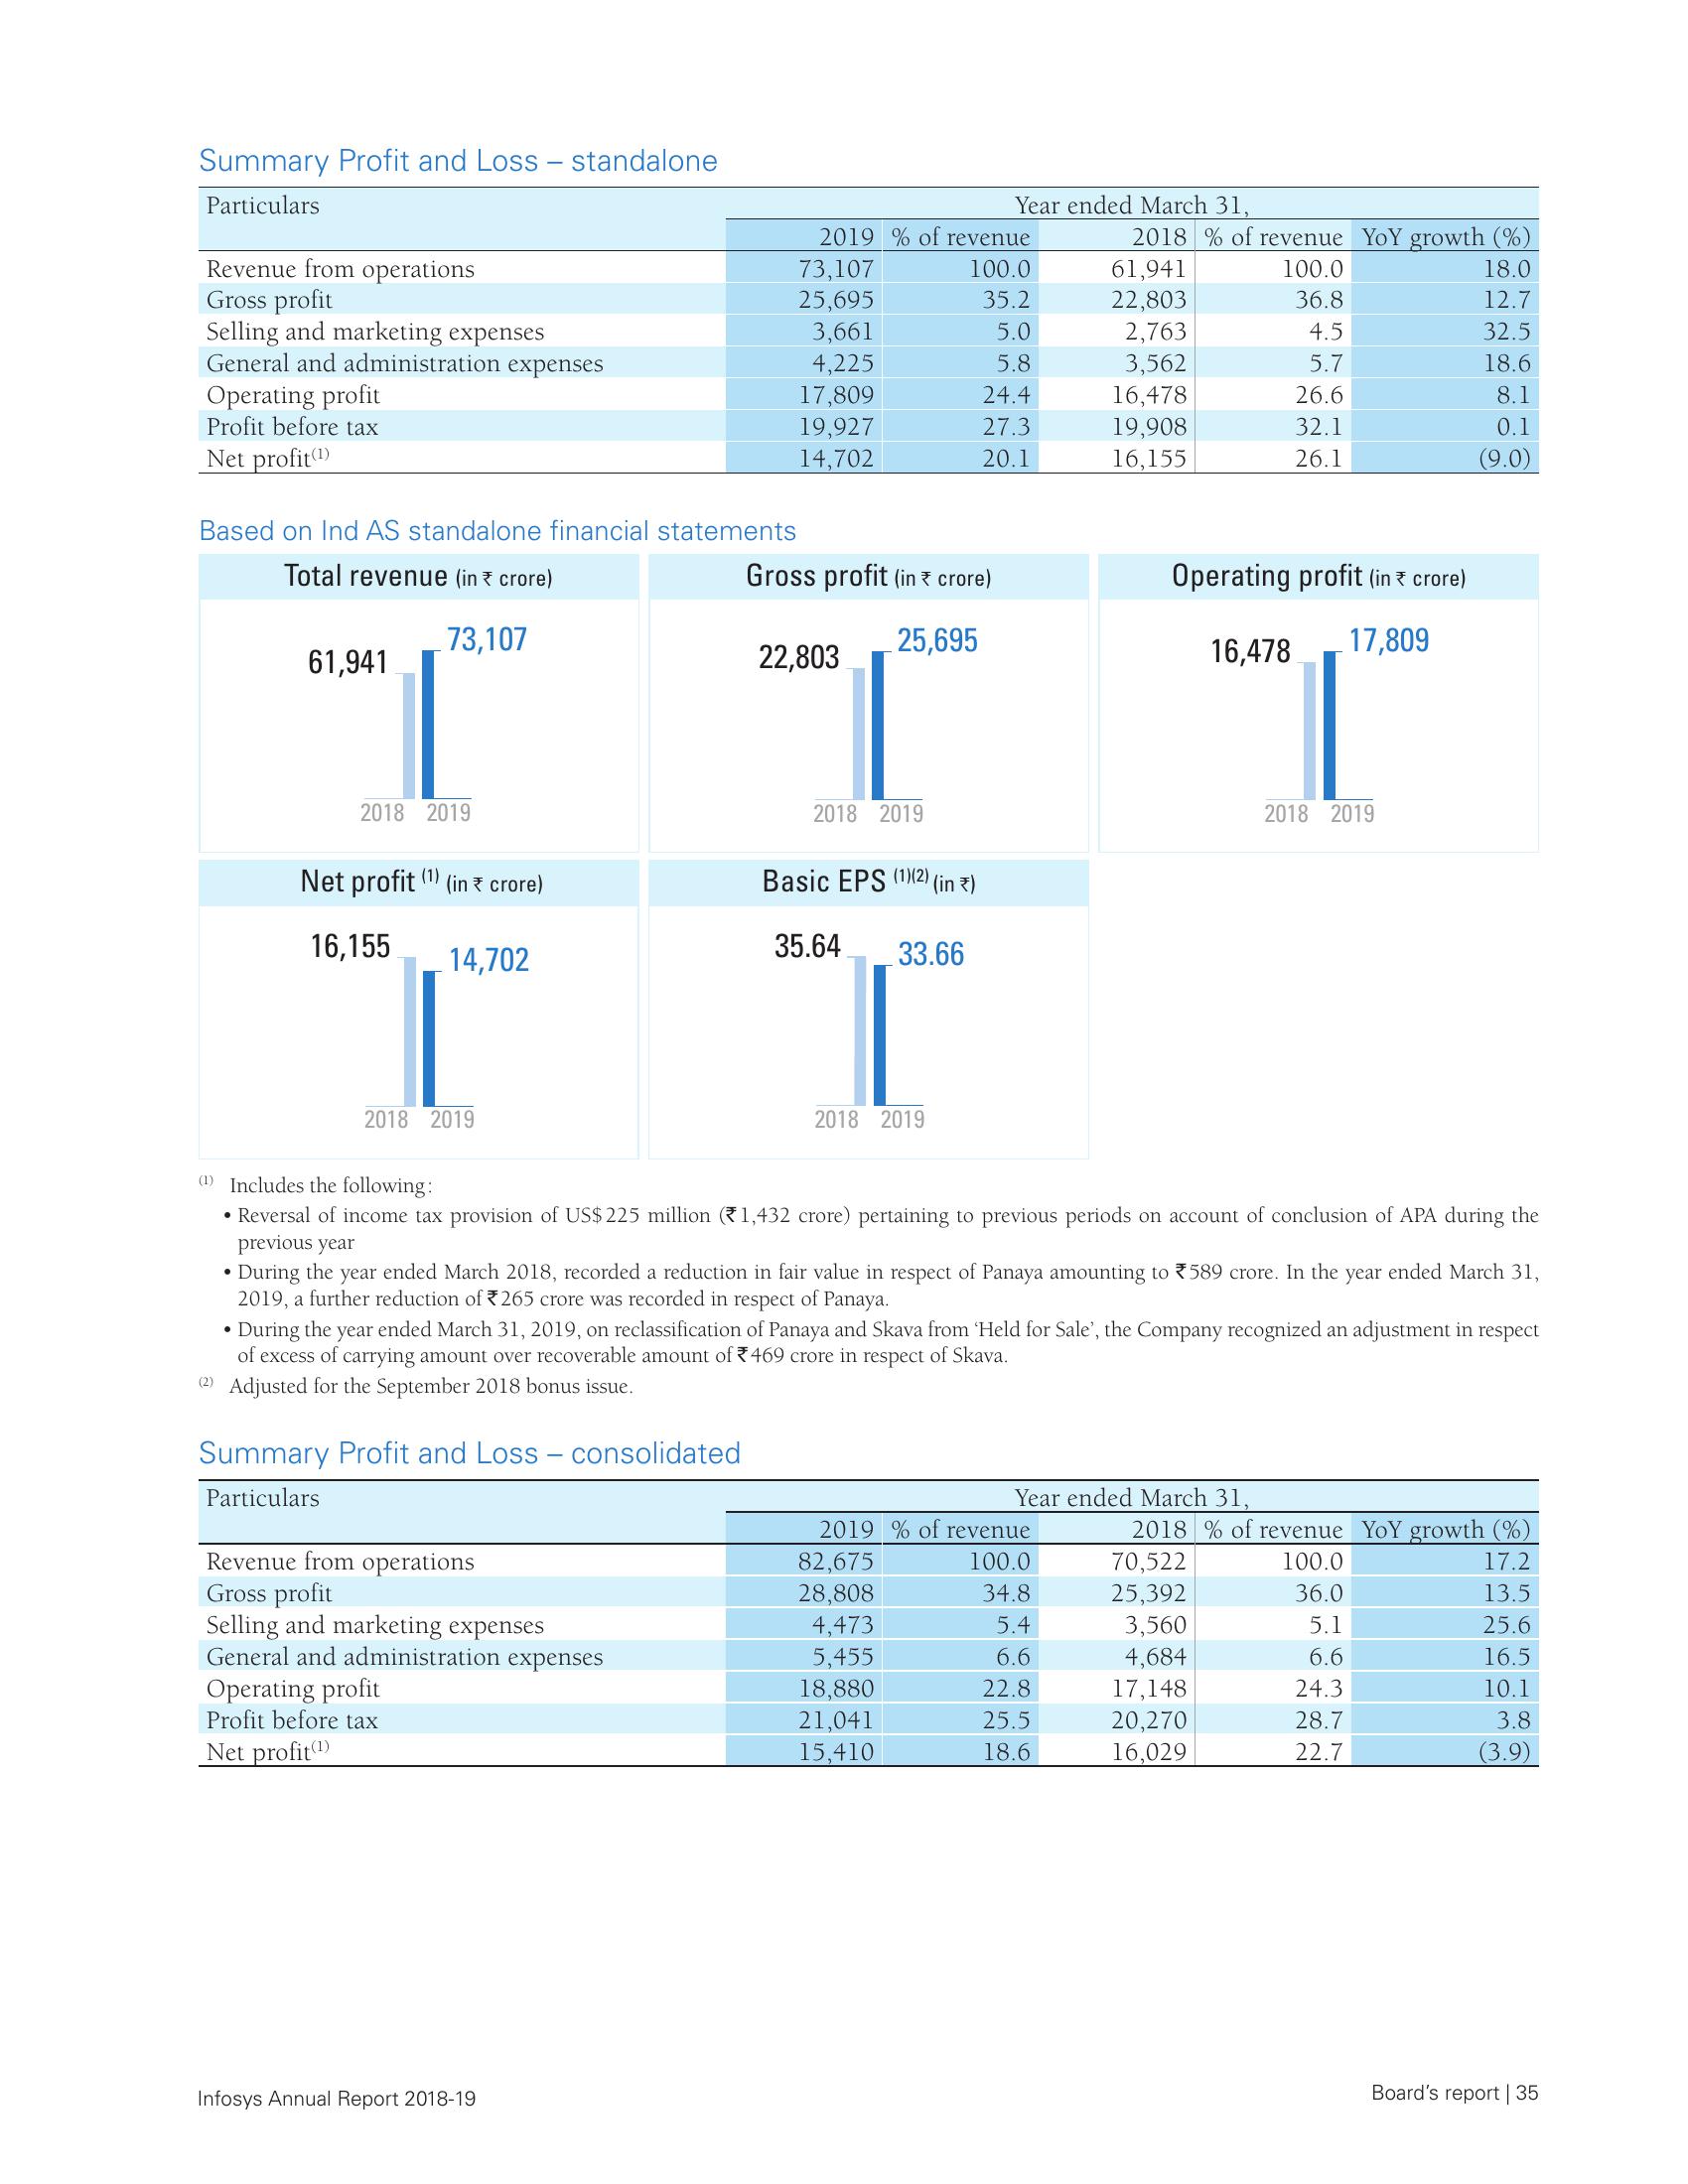 Summary Profit and Loss – standalone
Particulars Year ended March 31,
2019 % of revenue 2018 % of revenue YoY growth (%)
Revenue from operations 73,107 100.0 61,941 100.0 18.0
Gross profit 25,695 35.2 22,803 36.8 12.7
Selling and marketing expenses 3,661 5.0 2,763 4.5 32.5
General and administration expenses 4,225 5.8 3,562 5.7 18.6
Operating profit 17,809 24.4 16,478 26.6 8.1
Profit before tax 19,927 27.3 19,908 32.1 0.1
Net profit(1) 14,702 20.1 16,155 26.1 (9.0)
Based on Ind AS standalone financial statements
Total revenue (in ₹ crore)
61,941
73,107
2018 2019
Gross profit (in ₹ crore)
22,803
25,695
2018 2019
Operating profit (in ₹ crore)
16,478
17,809
2018 2019
Net profit (1) (in ₹ crore)
16,155
14,702
2018 2019
Basic EPS (1)(2) (in ₹)
35.64
33.66
2018 2019
(1) Includes the following:
• Reversal of income tax provision of US$ 225 million (₹ 1,432 crore) pertaining to previous periods on account of conclusion of APA during the
previous year
• During the year ended March 2018, recorded a reduction in fair value in respect of Panaya amounting to ₹ 589 crore. In the year ended March 31,
2019, a further reduction of ₹ 265 crore was recorded in respect of Panaya.
• During the year ended March 31, 2019, on reclassification of Panaya and Skava from ‘Held for Sale’, the Company recognized an adjustment in respect
of excess of carrying amount over recoverable amount of ₹ 469 crore in respect of Skava.
(2) Adjusted for the September 2018 bonus issue.
Summary Profit and Loss – consolidated
Particulars Year ended March 31,
2019 % of revenue 2018 % of revenue YoY growth (%)
Revenue from operations 82,675 100.0 70,522 100.0 17.2
Gross profit 28,808 34.8 25,392 36.0 13.5
Selling and marketing expenses 4,473 5.4 3,560 5.1 25.6
General and administration expenses 5,455 6.6 4,684 6.6 16.5
Operating profit 18,880 22.8 17,148 24.3 10.1
Profit before tax 21,041 25.5 20,270 28.7 3.8
Net profit(1) 15,410 18.6 16,029 22.7 (3.9)
Infosys Annual Report 2018-19
Board’s report | 35